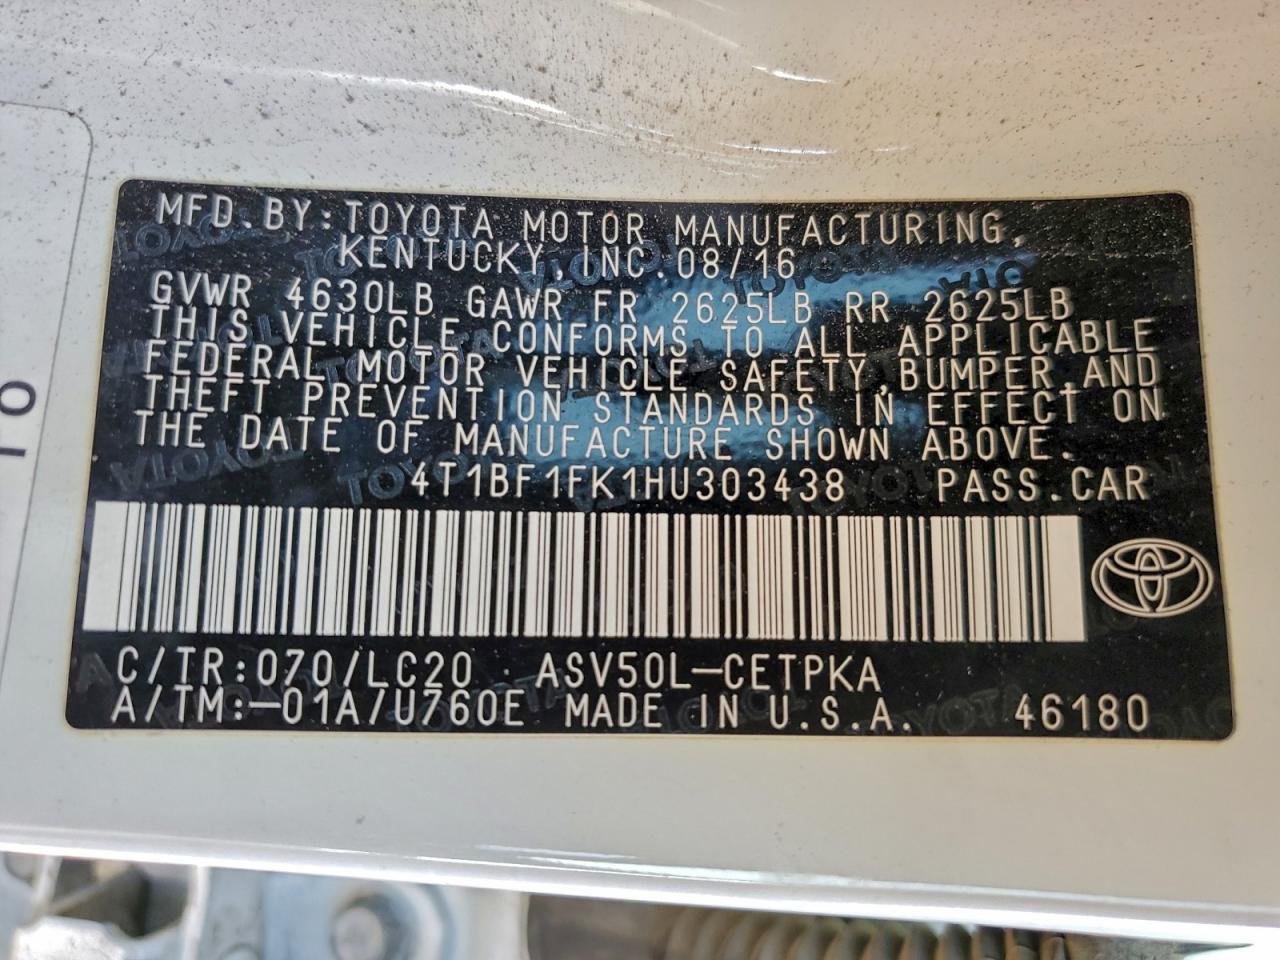 MFD. BY: TOYOTA MOTOR MANUFACTURING,
KENTUCKY, INC. 08/16
GVWR 4630LB GAWR FR 2625LB RR 2625LB
THIS VEHICLE CONFORMS TO ALL APPLICABLE
FEDERAL MOTOR VEHICLE SAFETY, BUMPER, AND
THEFT PREVENTION STANDARDS IN EFFECT ON
THE DATE OF MANUFACTURE SHOWN ABOVE.
4T1BF1FK1HU303438 PASS. CAR
C/TR: 070/LC20 ASV50L-CETPKA
A/TM: -01A/U760E MADE IN U.S.A. 46180